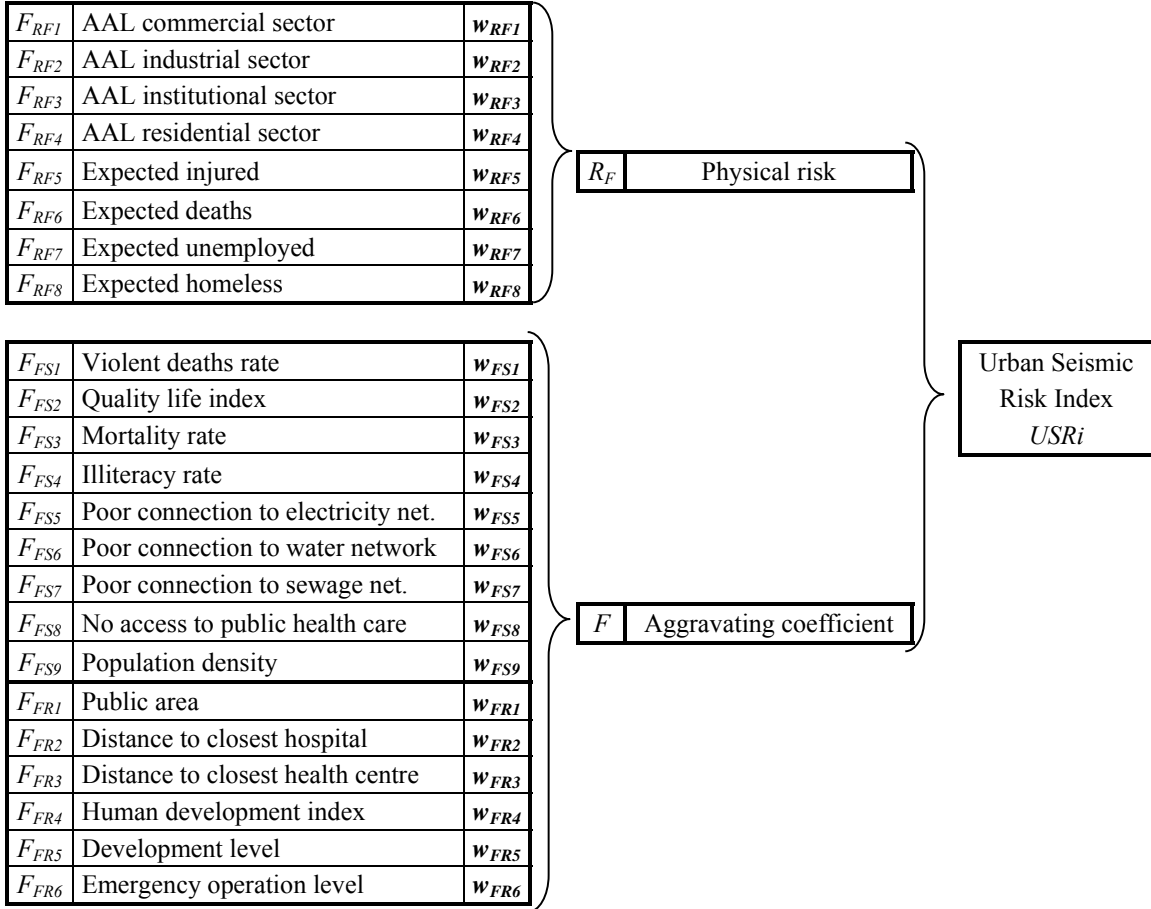 F_RF1 AAL commercial sector w_RF1
F_RF2 AAL industrial sector w_RF2
F_RF3 AAL institutional sector w_RF3
F_RF4 AAL residential sector w_RF4
F_RF5 Expected injured w_RF5
F_RF6 Expected deaths w_RF6
F_RF7 Expected unemployed w_RF7
F_RF8 Expected homeless w_RF8
R_F Physical risk
F_FS1 Violent deaths rate w_FS1
F_FS2 Quality life index w_FS2
F_FS3 Mortality rate w_FS3
F_FS4 Illiteracy rate w_FS4
F_FS5 Poor connection to electricity net. w_FS5
F_FS6 Poor connection to water network w_FS6
F_FS7 Poor connection to sewage net. w_FS7
F_FS8 No access to public health care w_FS8
F_FS9 Population density w_FS9
F_FR1 Public area w_FR1
F_FR2 Distance to closest hospital w_FR2
F_FR3 Distance to closest health centre w_FR3
F_FR4 Human development index w_FR4
F_FR5 Development level w_FR5
F_FR6 Emergency operation level w_FR6
F Aggravating coefficient
Urban Seismic
Risk Index
USRi